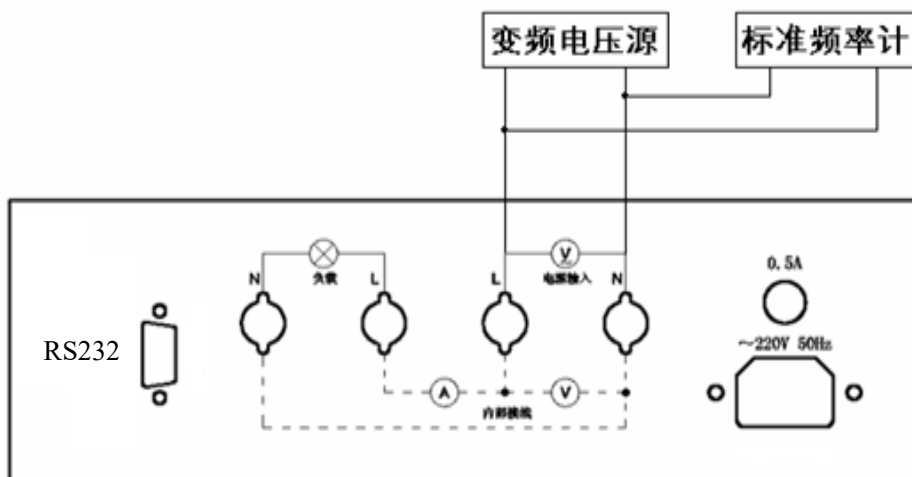 变频电压源 标准频率计
N 负载 L L V 电源输入 N
0.5A
RS232
～220V 50Hz
A V
内部接线